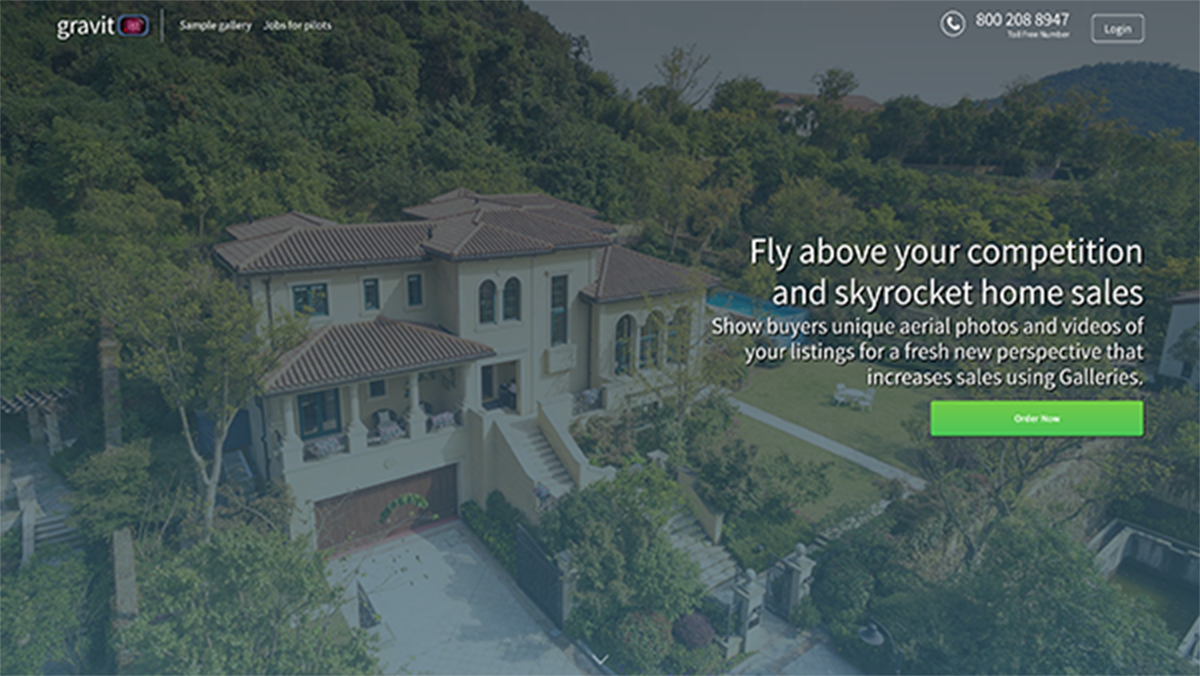 gravit
Sample gallery
Jobs for pilots
800 208 8947
Toll Free Number
Login
Fly above your competition
and skyrocket home sales
Show buyers unique aerial photos and videos of
your listings for a fresh new perspective that
increases sales using Galleries.
Order Now